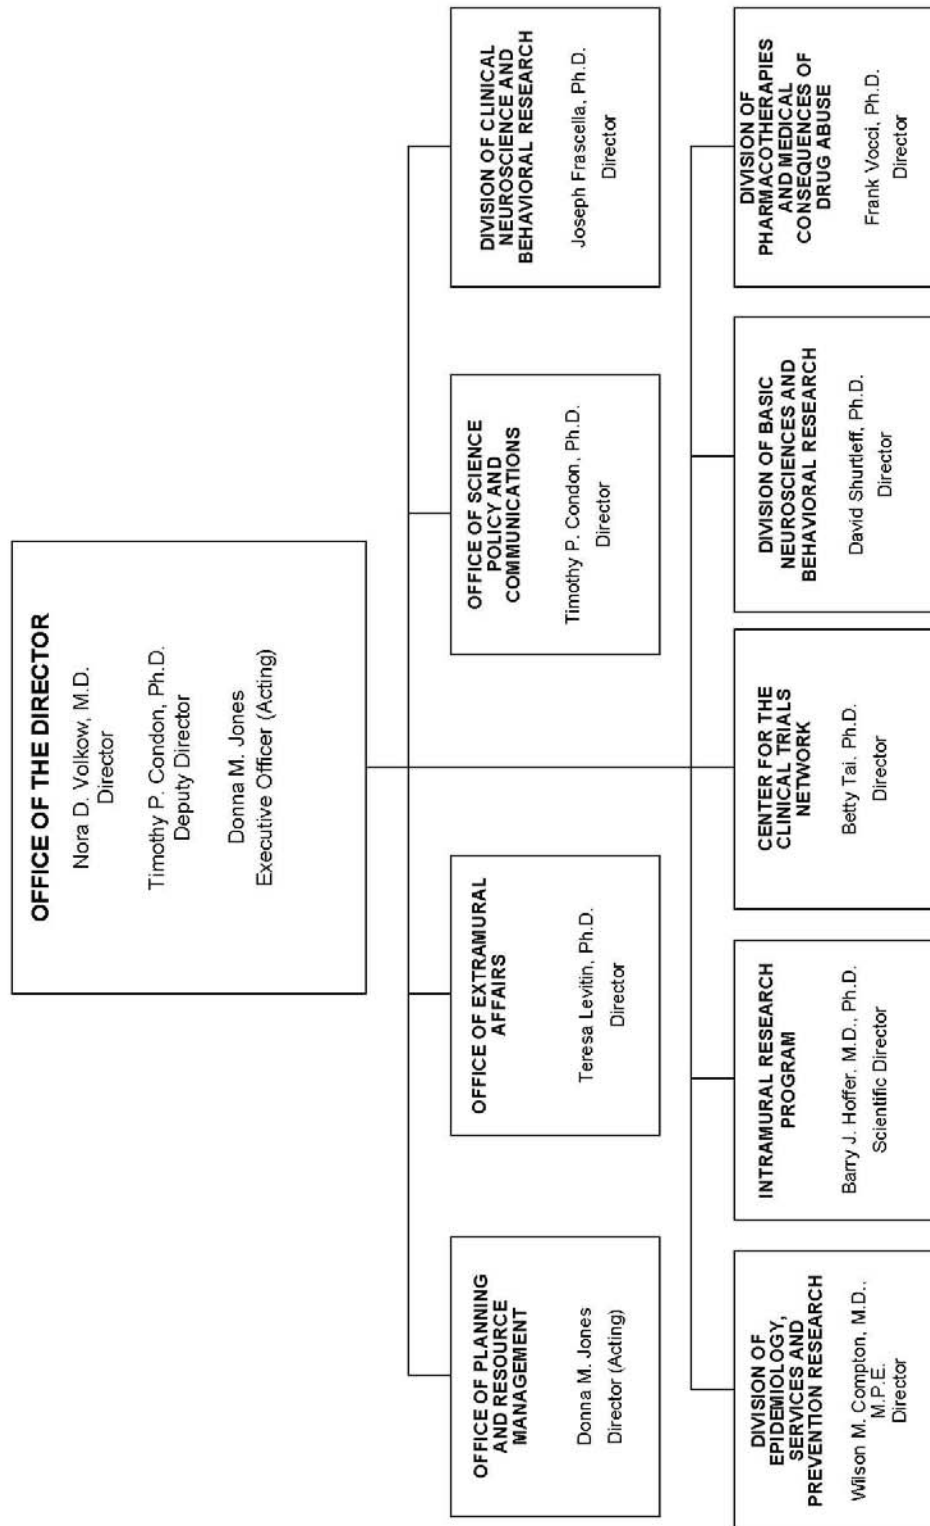 OFFICE OF THE DIRECTOR
Nora D. Volkow, M.D.
Director
Timothy P. Condon, Ph.D.
Deputy Director
Donna M. Jones
Executive Officer (Acting)
OFFICE OF PLANNING
AND RESOURCE
MANAGEMENT
Donna M. Jones
Director (Acting)
OFFICE OF EXTRAMURAL
AFFAIRS
Teresa Levitin, Ph.D.
Director
OFFICE OF SCIENCE
POLICY AND
COMMUNICATIONS
Timothy P. Condon, Ph.D.
Director
DIVISION OF CLINICAL
NEUROSCIENCE AND
BEHAVIORAL RESEARCH
Joseph Frascella, Ph.D.
Director
DIVISION OF
EPIDEMIOLOGY,
SERVICES AND
PREVENTION RESEARCH
Wilson M. Compton, M.D.,
M.P.E.
Director
INTRAMURAL RESEARCH
PROGRAM
Barry J. Hoffer, M.D., Ph.D.
Scientific Director
CENTER FOR THE
CLINICAL TRIALS
NETWORK
Betty Tai, Ph.D.
Director
DIVISION OF BASIC
NEUROSCIENCES AND
BEHAVIORAL RESEARCH
David Shurtleff, Ph.D.
Director
DIVISION OF
PHARMACOTHERAPIES
AND MEDICAL
CONSEQUENCES OF
DRUG ABUSE
Frank Vocci, Ph.D.
Director